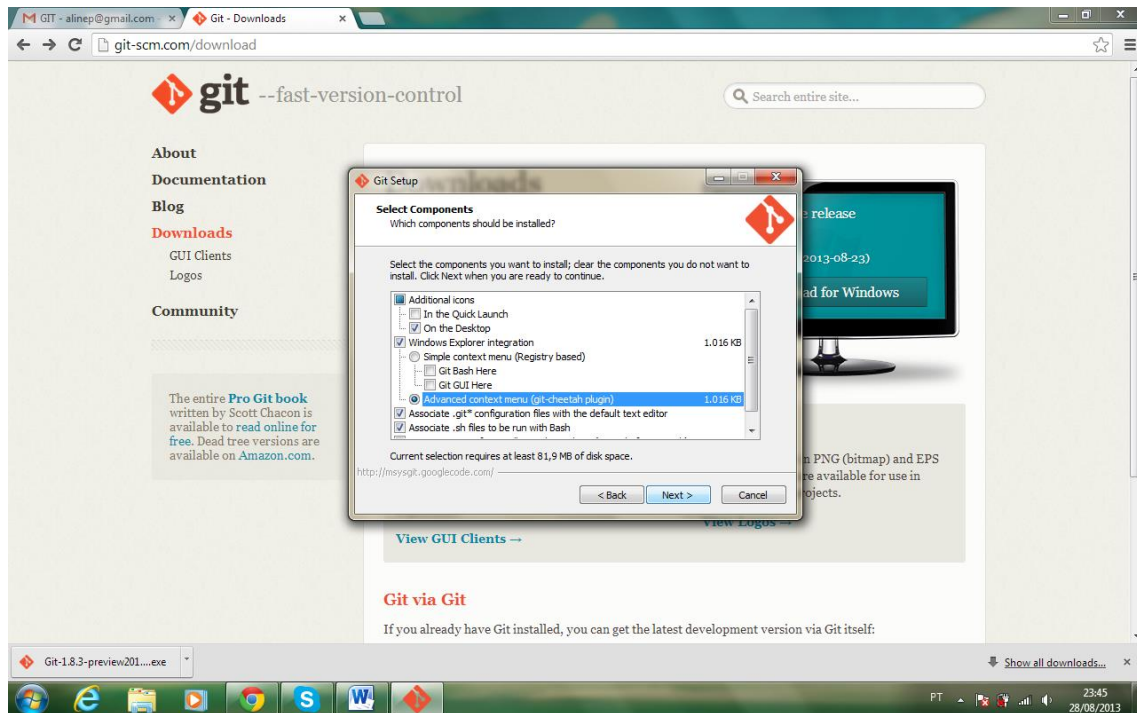 GIT - alinep@gmail.com
Git - Downloads
git-scm.com/download
git --fast-version-control
Search entire site...
About
Documentation
Blog
Downloads
GUI Clients
Logos
Community
The entire Pro Git book
written by Scott Chacon is
available to read online for
free. Dead tree versions are
available on Amazon.com.
Downloads
release
2013-08-23)
ad for Windows
Git Setup
Select Components
Which components should be installed?
Select the components you want to install; clear the components you do not want to
install. Click Next when you are ready to continue.
Additional icons
In the Quick Launch
On the Desktop
Windows Explorer integration 1.016 KB
Simple context menu (Registry based)
Git Bash Here
Git GUI Here
Advanced context menu (git-cheetah plugin) 1.016 KB
Associate .git* configuration files with the default text editor
Associate .sh files to be run with Bash
Current selection requires at least 81,9 MB of disk space.
http://msysgit.googlecode.com/
< Back Next > Cancel
n PNG (bitmap) and EPS
re available for use in
rojects.
View Logos →
View GUI Clients →
Git via Git
If you already have Git installed, you can get the latest development version via Git itself:
Git-1.8.3-preview201....exe
Show all downloads...
PT
23:45
28/08/2013